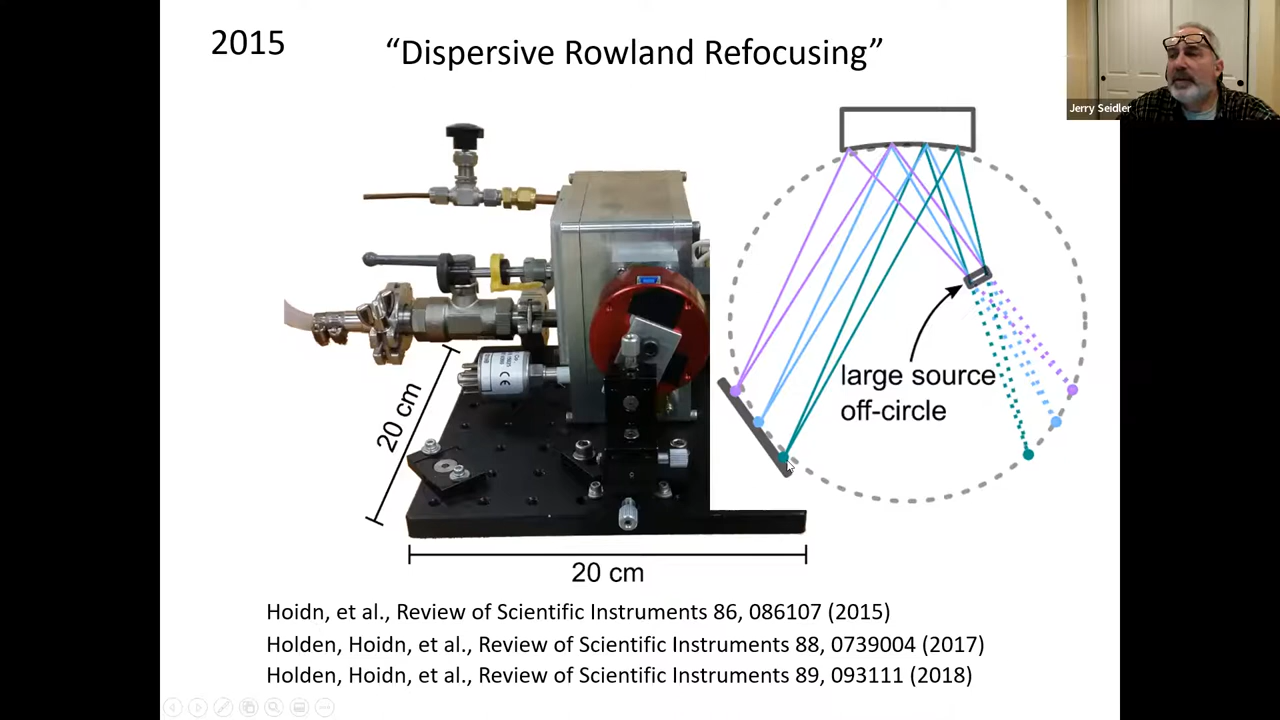 2015
“Dispersive Rowland Refocusing”
Jerry Seidler
large source
off-circle
20 cm
20 cm
Hoidn, et al., Review of Scientific Instruments 86, 086107 (2015)
Holden, Hoidn, et al., Review of Scientific Instruments 88, 0739004 (2017)
Holden, Hoidn, et al., Review of Scientific Instruments 89, 093111 (2018)